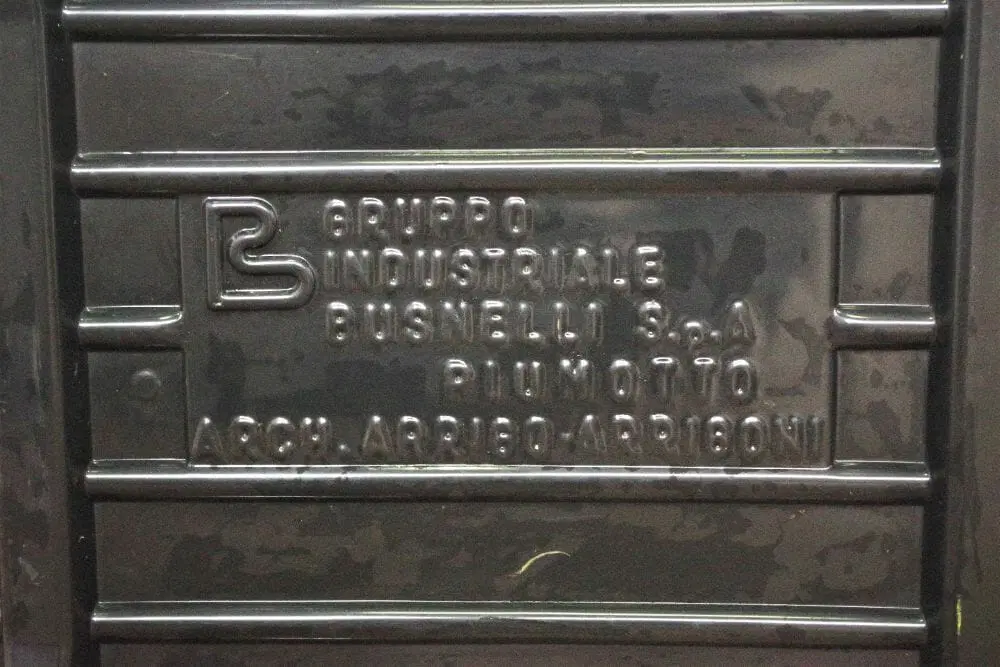 GRUPPO
INDUSTRIALE
BUSNELLI S.p.A
PIUMOTTO
ARCH. ARRIGO-ARRIGONI